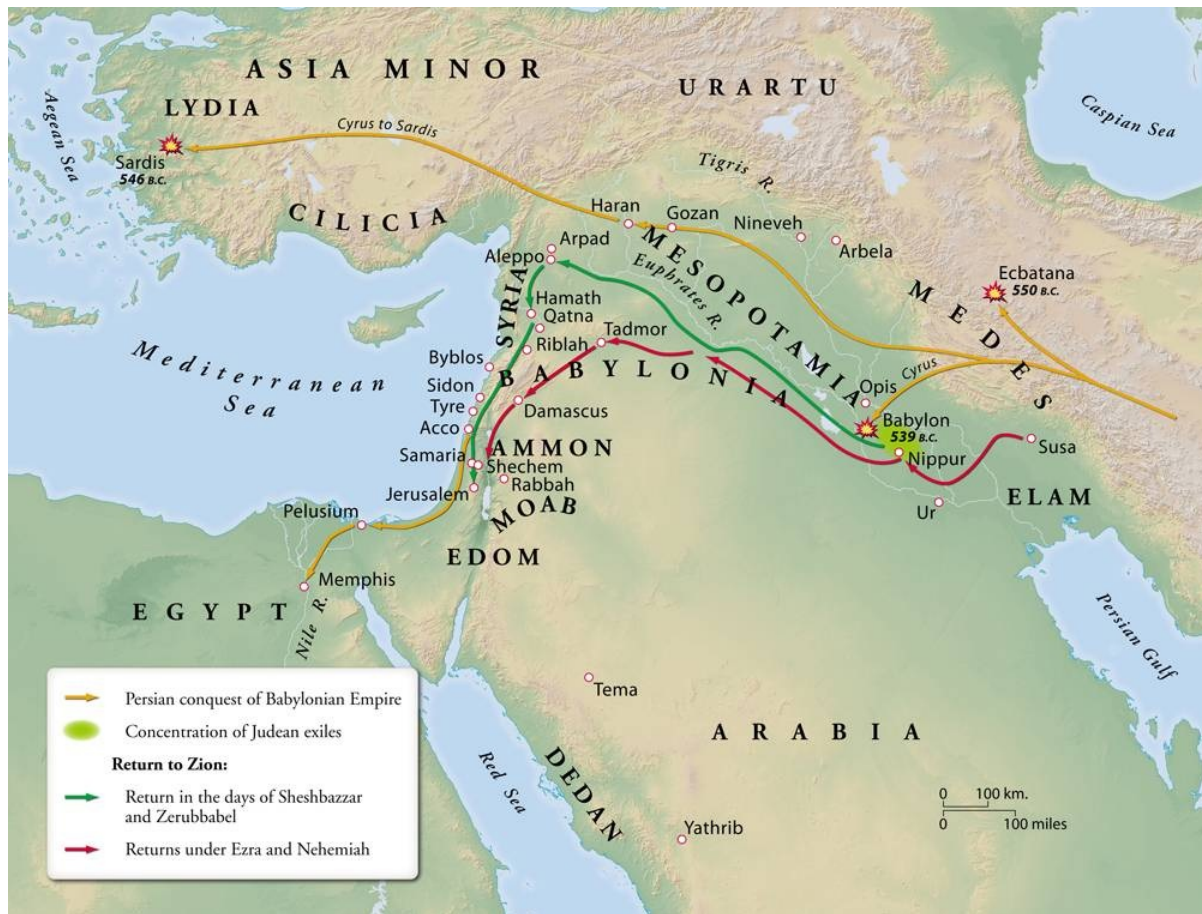 ASIA MINOR
URARTU
LYDIA
Aegean Sea
Caspian Sea
Cyrus to Sardis
Sardis
546 B.C.
Tigris R.
CILICIA
Haran
Gozan
Nineveh
Arbela
Arpad
Aleppo
MESOPOTAMIA
Euphrates R.
Ecbatana
550 B.C.
MEDES
SYRIA
Hamath
Qatna
Riblah
Tadmor
Mediterranean
Sea
Byblos
BABYLONIA
Cyrus
Sidon
Tyre
Acco
Damascus
Opis
Babylon
539 B.C.
Susa
Samaria
AMMON
Shechem
Rabbah
Nippur
Jerusalem
MOAB
Ur
ELAM
Pelusium
EDOM
Memphis
EGYPT
Nile R.
Persian Gulf
Tema
ARABIA
Red Sea
DEDAN
Yathrib
Persian conquest of Babylonian Empire
Concentration of Judean exiles
Return to Zion:
Return in the days of Sheshbazzar
and Zerubbabel
Returns under Ezra and Nehemiah
0 100 km.
0 100 miles